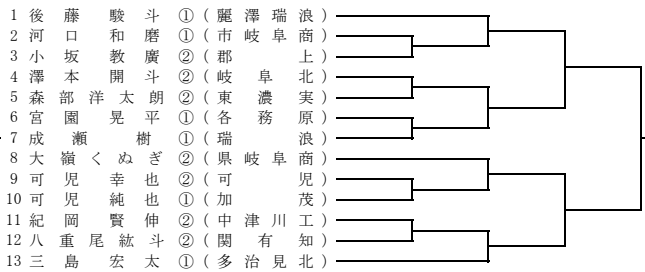 1 後藤駿斗 ① (麗澤瑞浪)
2 河口和磨 ① (市岐阜商)
3 小坂教廣 ② (郡上)
4 澤本開斗 ② (岐阜北)
5 森部洋太朗 ② (東濃実)
6 宮園晃平 ① (各務原)
7 成瀬樹 ① (瑞浪)
8 大嶺くぬぎ ② (県岐阜商)
9 可児幸也 ② (可児)
10 可児純也 ① (加茂)
11 紀岡賢伸 ② (中津川工)
12 八重尾紘斗 ② (関有知)
13 三島宏太 ① (多治見北)